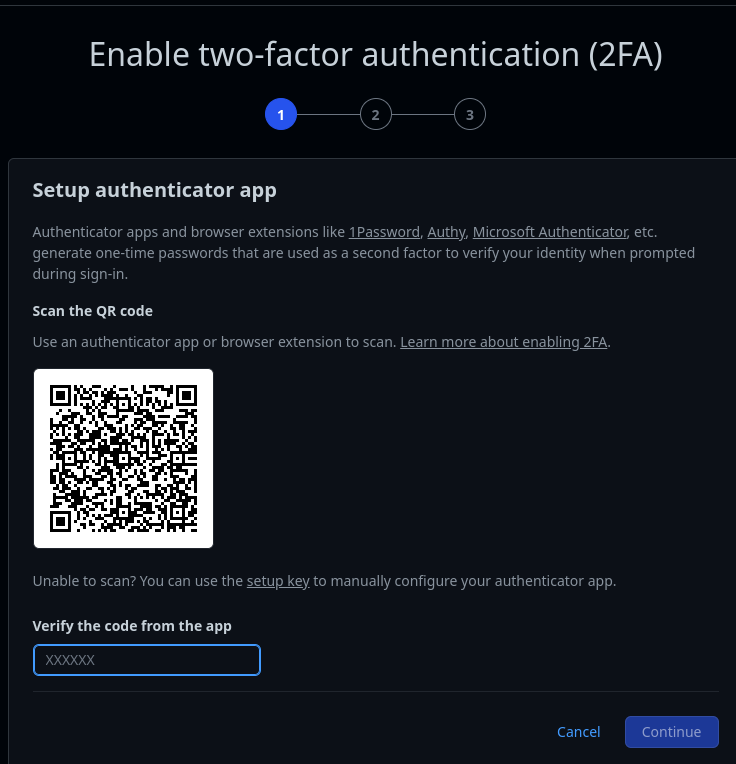 Enable two-factor authentication (2FA)
1 2 3
Setup authenticator app
Authenticator apps and browser extensions like 1Password, Authy, Microsoft Authenticator, etc.
generate one-time passwords that are used as a second factor to verify your identity when prompted
during sign-in.
Scan the QR code
Use an authenticator app or browser extension to scan. Learn more about enabling 2FA.
Unable to scan? You can use the setup key to manually configure your authenticator app.
Verify the code from the app
XXXXXX
Cancel Continue